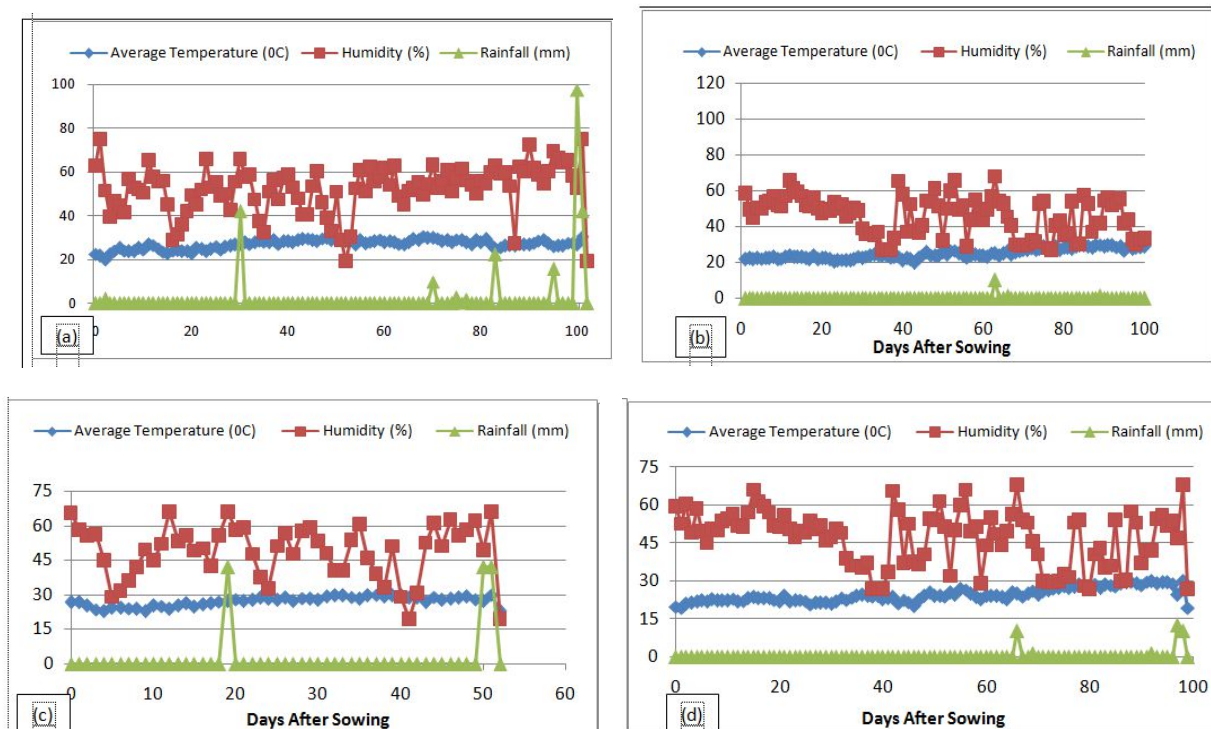 Average Temperature (0C) Humidity (%) Rainfall (mm)
100
80
60
40
20
0
0 20 40 60 80 100
(a)
Average Temperature (0C) Humidity (%) Rainfall (mm)
120
100
80
60
40
20
0
0 20 40 60 80 100
Days After Sowing
(b)
Average Temperature (0C) Humidity (%) Rainfall (mm)
75
60
45
30
15
0
0 10 20 30 40 50 60
Days After Sowing
(c)
Average Temperature (0C) Humidity (%) Rainfall (mm)
75
60
45
30
15
0
0 20 40 60 80 100
Days After Sowing
(d)